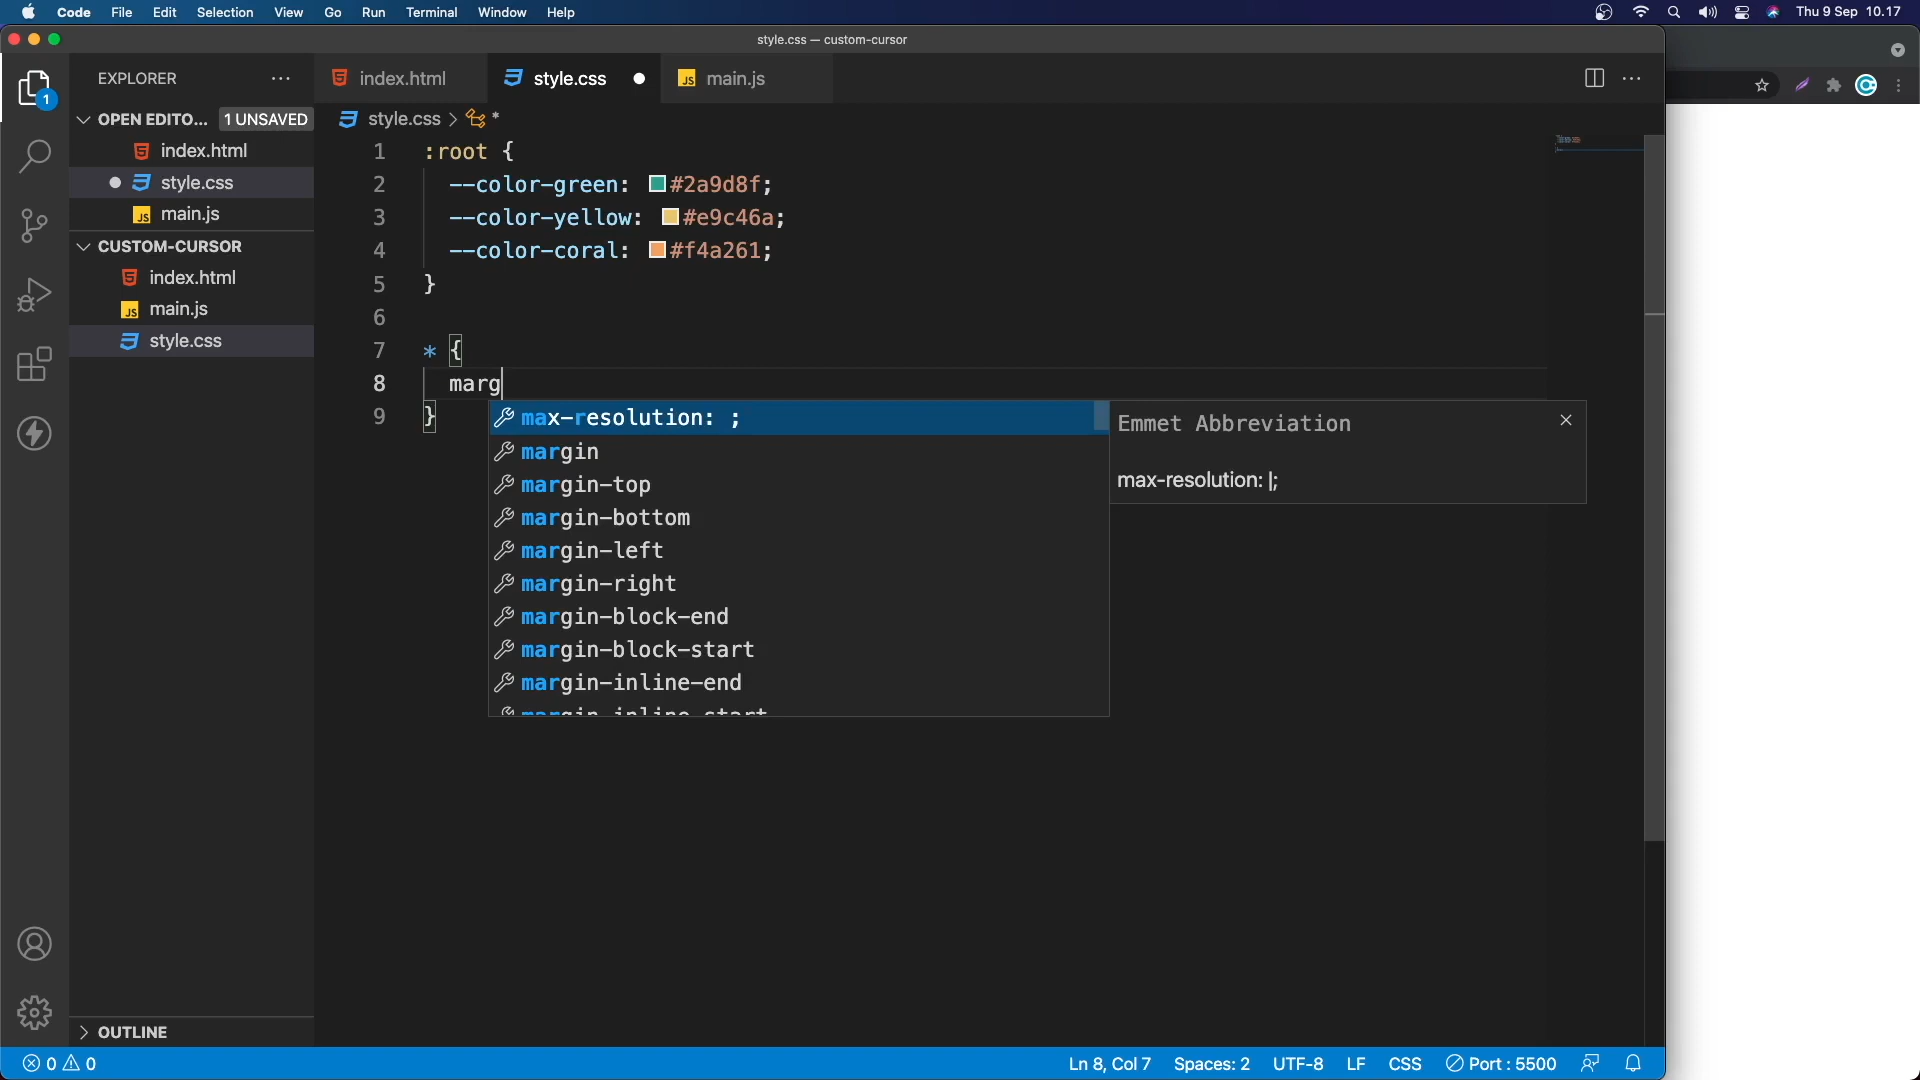 Code File Edit Selection View Go Run Terminal Window Help Thu 9 Sep 10.17
style.css — custom-cursor
EXPLORER
index.html
style.css
main.js
OPEN EDITO... 1 UNSAVED
index.html
style.css
main.js
CUSTOM-CURSOR
index.html
main.js
style.css
OUTLINE
1
style.css > *
1 :root {
2 --color-green: #2a9d8f;
3 --color-yellow: #e9c46a;
4 --color-coral: #f4a261;
5 }
6
7 * {
8 marg
9 }
max-resolution: ;
margin
margin-top
margin-bottom
margin-left
margin-right
margin-block-end
margin-block-start
margin-inline-end
margin-inline-start
Emmet Abbreviation
max-resolution: |;
0 0 Ln 8, Col 7 Spaces: 2 UTF-8 LF CSS Port : 5500